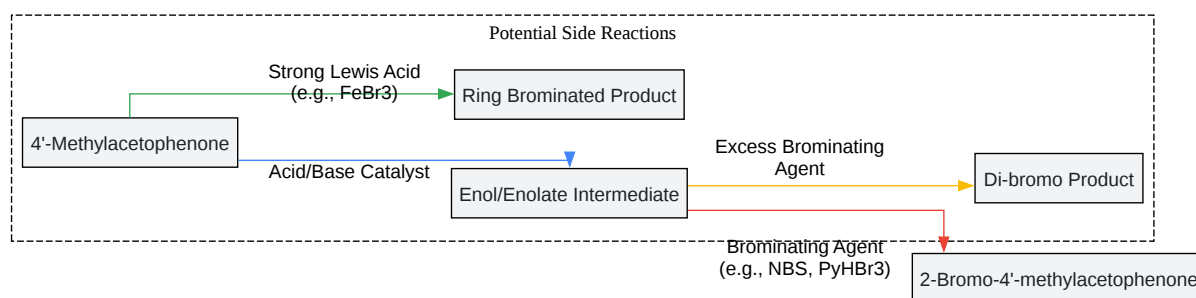 Potential Side Reactions
Strong Lewis Acid
(e.g., FeBr3)
Ring Brominated Product
4'-Methylacetophenone
Acid/Base Catalyst
Enol/Enolate Intermediate
Excess Brominating
Agent
Di-bromo Product
Brominating Agent
(e.g., NBS, PyHBr3)
2-Bromo-4'-methylacetophenone